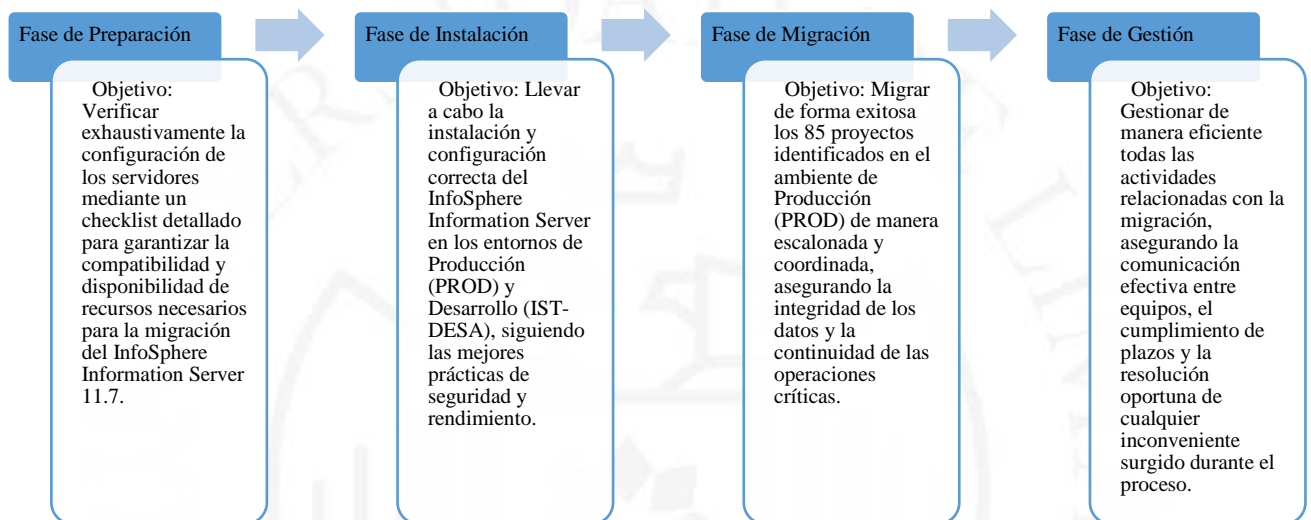 Fase de Preparación
Objetivo:
Verificar
exhaustivamente la
configuración de
los servidores
mediante un
checklist detallado
para garantizar la
compatibilidad y
disponibilidad de
recursos necesarios
para la migración
del InfoSphere
Information Server
11.7.
Fase de Instalación
Objetivo: Llevar
a cabo la
instalación y
configuración
correcta del
InfoSphere
Information Server
en los entornos de
Producción
(PROD) y
Desarrollo (IST-
DESA), siguiendo
las mejores
prácticas de
seguridad y
rendimiento.
Fase de Migración
Objetivo: Migrar
de forma exitosa
los 85 proyectos
identificados en el
ambiente de
Producción
(PROD) de manera
escalonada y
coordinada,
asegurando la
integridad de los
datos y la
continuidad de las
operaciones
críticas.
Fase de Gestión
Objetivo:
Gestionar de
manera eficiente
todas las
actividades
relacionadas con la
migración,
asegurando la
comunicación
efectiva entre
equipos, el
cumplimiento de
plazos y la
resolución
oportuna de
cualquier
inconveniente
surgido durante el
proceso.